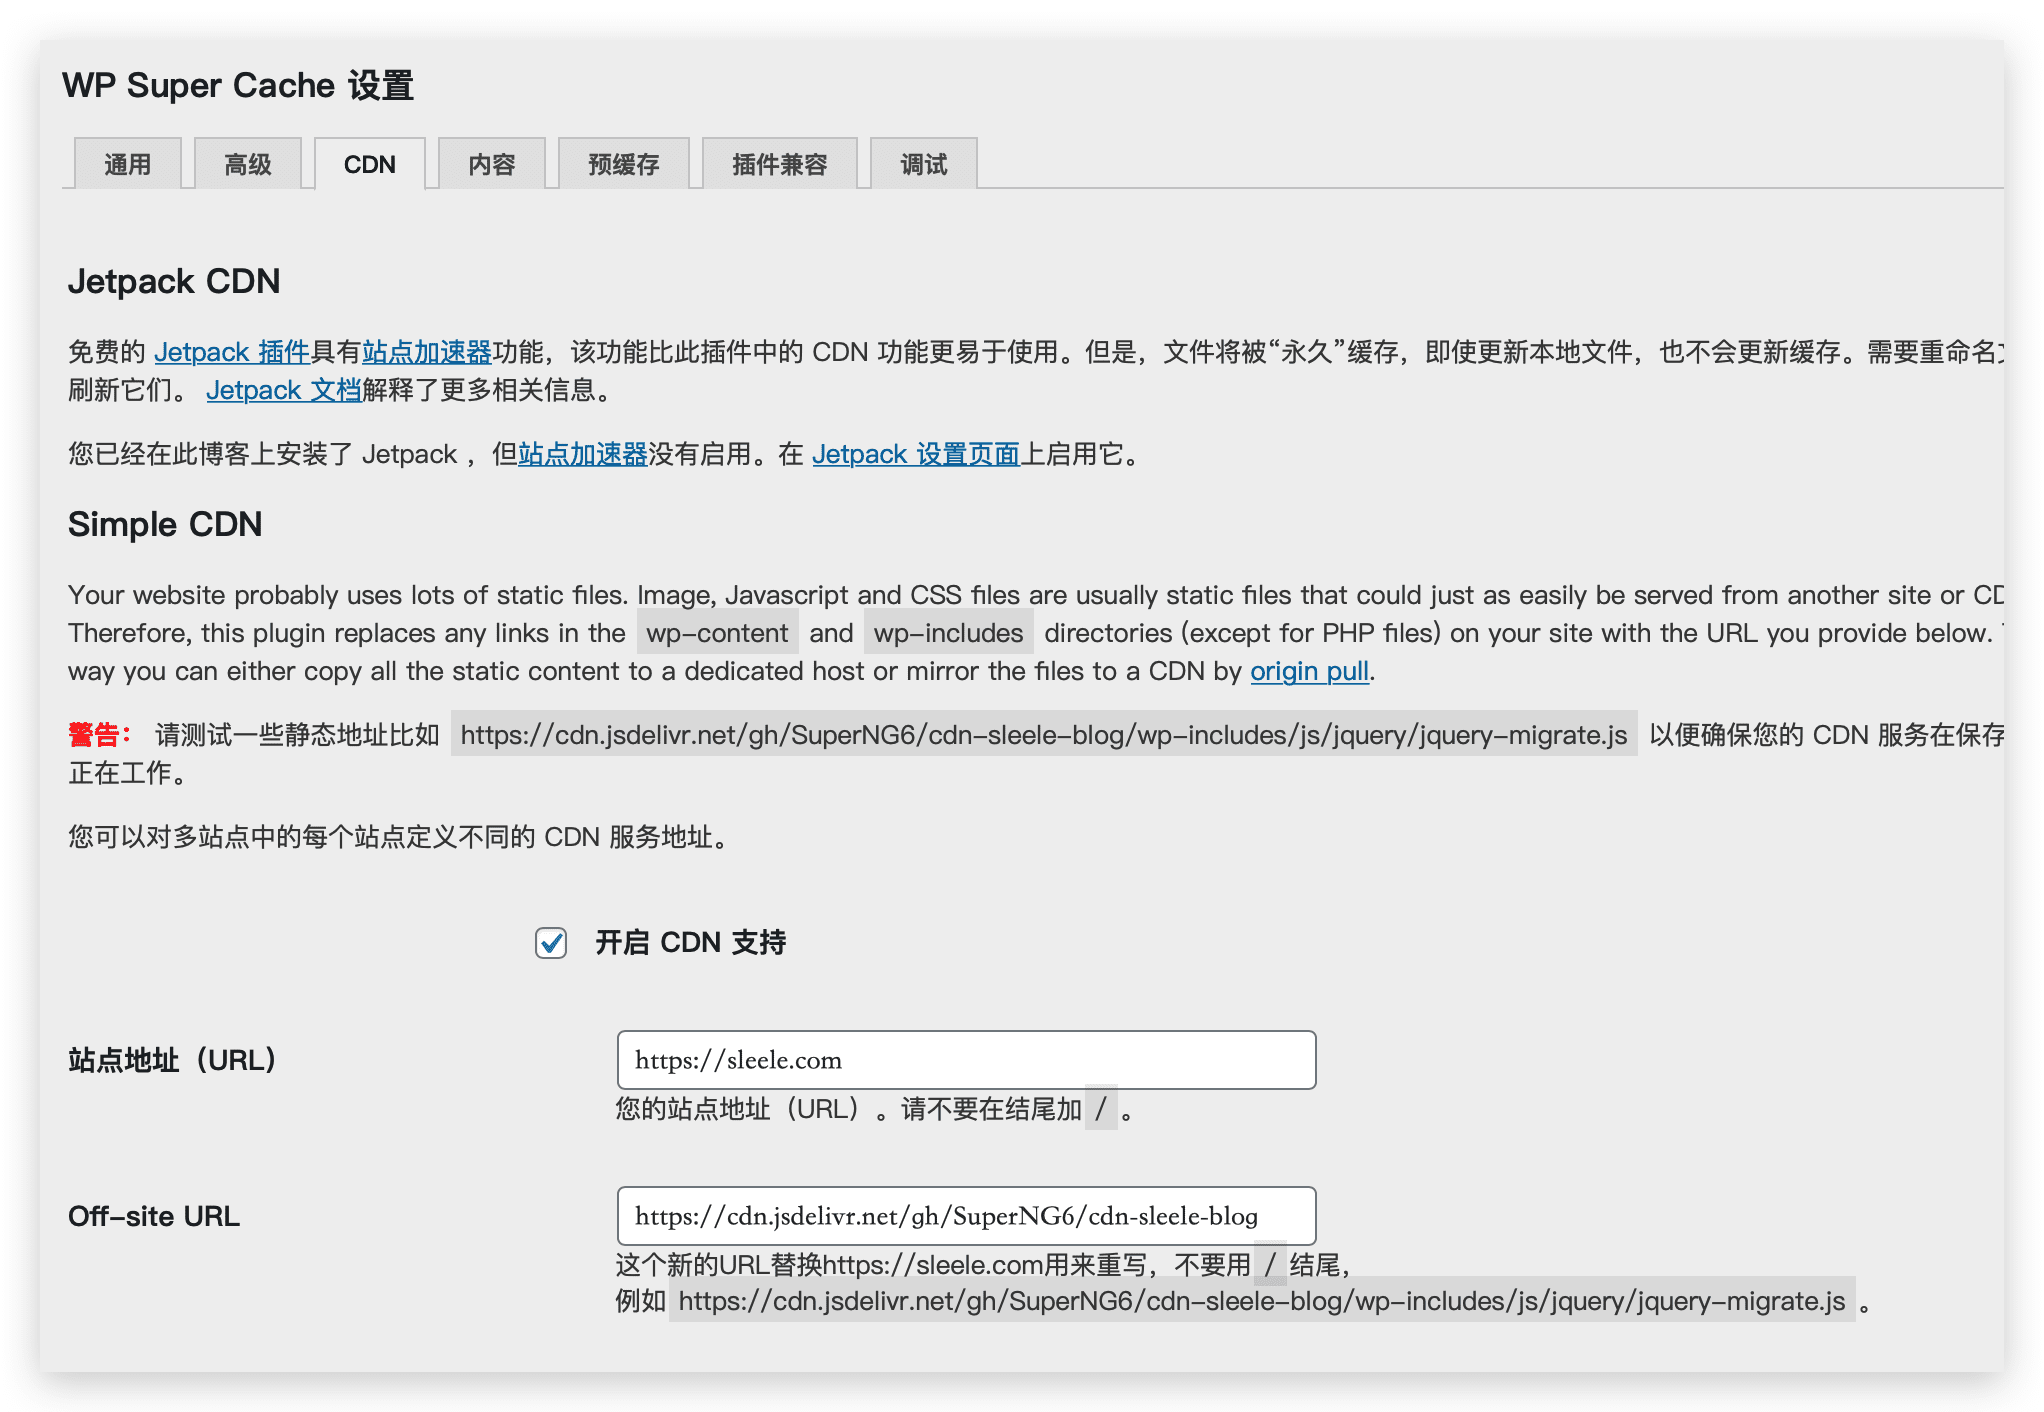 WP Super Cache 设置
通用 高级 CDN 内容 预缓存 插件兼容 调试
Jetpack CDN
免费的 Jetpack 插件具有站点加速器功能，该功能比此插件中的 CDN 功能更易于使用。但是，文件将被“永久”缓存，即使更新本地文件，也不会更新缓存。需要重命名
刷新它们。 Jetpack 文档解释了更多相关信息。
您已经在此博客上安装了 Jetpack ，但站点加速器没有启用。在 Jetpack 设置页面上启用它。
Simple CDN
Your website probably uses lots of static files. Image, Javascript and CSS files are usually static files that could just as easily be served from another site or
Therefore, this plugin replaces any links in the wp-content and wp-includes directories (except for PHP files) on your site with the URL you provide below.
way you can either copy all the static content to a dedicated host or mirror the files to a CDN by origin pull.
警告： 请测试一些静态地址比如 https://cdn.jsdelivr.net/gh/SuperNG6/cdn-sleele-blog/wp-includes/js/jquery/jquery-migrate.js 以便确保您的 CDN 服务在保存
正在工作。
您可以对多站点中的每个站点定义不同的 CDN 服务地址。
开启 CDN 支持
站点地址（URL） https://sleele.com
您的站点地址（URL）。请不要在结尾加 / 。
Off-site URL https://cdn.jsdelivr.net/gh/SuperNG6/cdn-sleele-blog
这个新的URL替换https://sleele.com用来重写，不要用 / 结尾，
例如 https://cdn.jsdelivr.net/gh/SuperNG6/cdn-sleele-blog/wp-includes/js/jquery/jquery-migrate.js 。